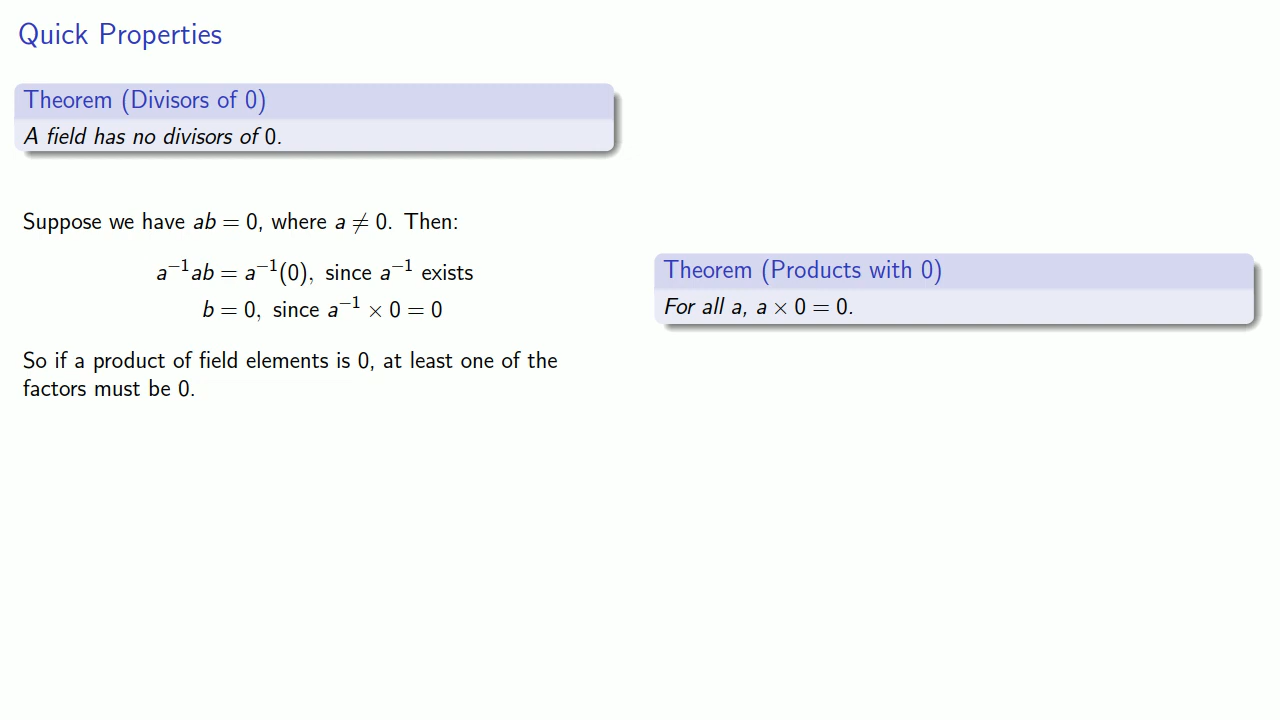 Quick Properties
Theorem (Divisors of 0)
A field has no divisors of 0.
Suppose we have ab = 0, where a ≠ 0. Then:
a⁻¹ab = a⁻¹(0), since a⁻¹ exists
b = 0, since a⁻¹ × 0 = 0
So if a product of field elements is 0, at least one of the
factors must be 0.
Theorem (Products with 0)
For all a, a × 0 = 0.